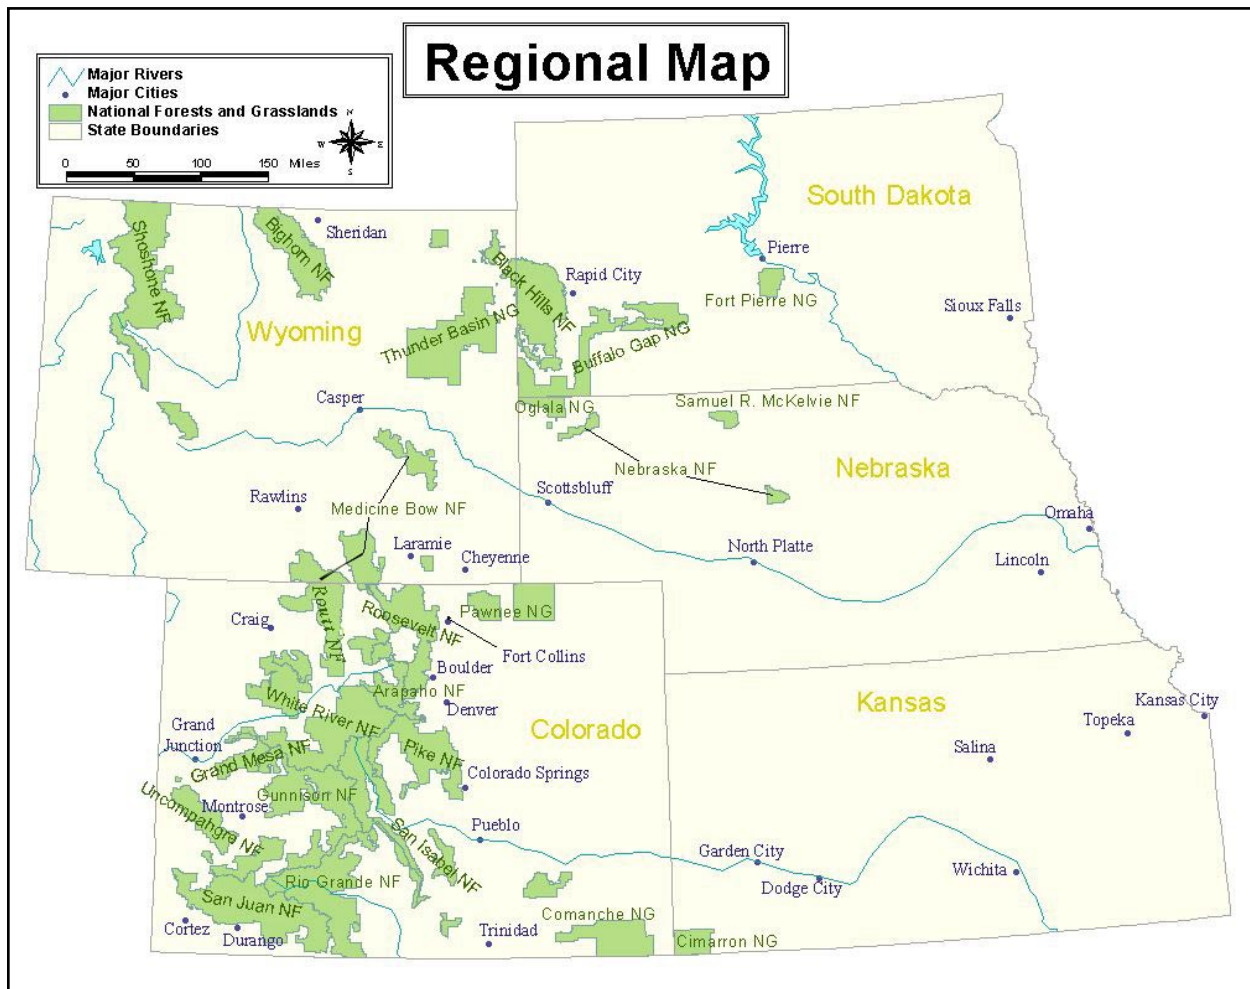 Regional Map
Major Rivers
Major Cities
National Forests and Grasslands
State Boundaries
N
W
E
S
0
50
100
150
Miles
South Dakota
Sheridan
Shoshone NF
Bighorn NF
Pierre
Black Hills NF
Rapid City
Fort Pierre NG
Sioux Falls
Wyoming
Thunder Basin NG
Buffalo Gap NG
Casper
Oglala NG
Samuel R. McKelvie NF
Nebraska NF
Nebraska
Scottsbluff
Rawlins
Medicine Bow NF
Omaha
Laramie
Cheyenne
North Platte
Lincoln
Routt NF
Roosevelt NF
Pawnee NG
Craig
Fort Collins
Boulder
Arapaho NF
Denver
White River NF
Kansas
Kansas City
Grand
Junction
Colorado
Topeka
Pike NF
Salina
Grand Mesa NF
Colorado Springs
Gunnison NF
Uncompahgre NF
Montrose
San Isabel NF
Pueblo
Garden City
Dodge City
Wichita
Rio Grande NF
San Juan NF
Comanche NG
Cortez
Durango
Trinidad
Cimarron NG